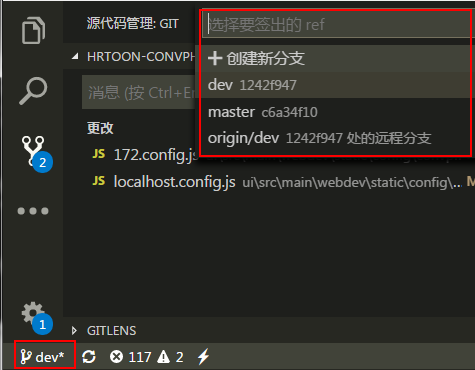 源代码管理: GIT
选择要签出的 ref
HRTOON-CONVPH
创建新分支
dev 1242f947
消息 (按 Ctrl+En
master c6a34f10
更改
origin/dev 1242f947 处的远程分支
JS 172.config.js
JS localhost.config.js ui\src\main\webdev\static\config\... M
2
1
GITLENS
dev* 117 2